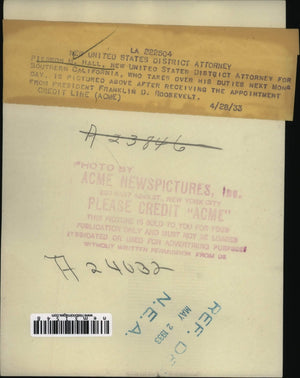 LA 222504
NEW UNITED STATES DISTRICT ATTORNEY
HALL, NEW UNITED STATES DISTRICT ATTORNEY FOR
SOUTHERN CALIFORNIA, WHO TAKES OVER HIS DUTIES NEXT MON-
DAY, IS PICTURED ABOVE AFTER RECEIVING THE APPOINTMENT
FROM PRESIDENT FRANKLIN D. ROOSEVELT.
CREDIT LINE (ACME) 4/28/33
A 23846
PHOTO BY
ACME NEWSPICTURES, INC.
NEW YORK CITY
PLEASE CREDIT "ACME"
THIS PICTURE IS SOLD TO YOU FOR YOUR
PUBLICATION ONLY AND MUST NOT BE LOANED
SYNDICATED OR USED FOR ADVERTISING PURPOSES
WITHOUT WRITTEN PERMISSION FROM US
A 24032
REF. D
MAY 2 1933
N.E.A.